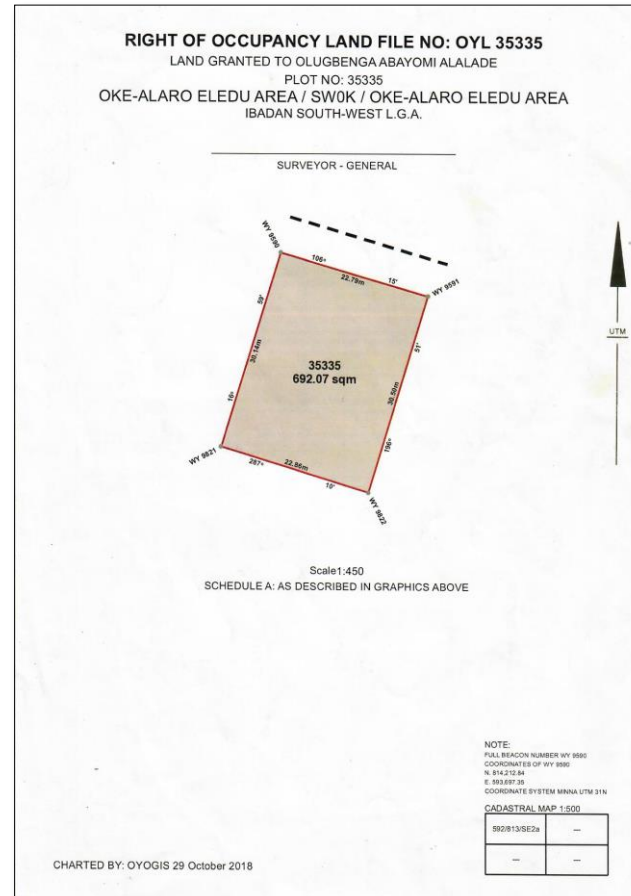 RIGHT OF OCCUPANCY LAND FILE NO: OYL 35335
LAND GRANTED TO OLUGBENGA ABAYOMI ALALADE
PLOT NO: 35335
OKE-ALARO ELEDU AREA / SW0K / OKE-ALARO ELEDU AREA
IBADAN SOUTH-WEST L.G.A.
SURVEYOR - GENERAL
WY 9590
106°
22.79m
15'
WY 9591
59'
30.14m
16°
51'
30.50m
196°
35335
692.07 sqm
UTM
WY 9821
287°
22.86m
10'
WY 9822
Scale1:450
SCHEDULE A: AS DESCRIBED IN GRAPHICS ABOVE
NOTE:
FULL BEACON NUMBER WY 9590
COORDINATES OF WY 9590
N. 814,212.84
E. 593,697.35
COORDINATE SYSTEM MINNA UTM 31N
CADASTRAL MAP 1:500
592/813/SE2a
---
---
---
CHARTED BY: OYOGIS 29 October 2018